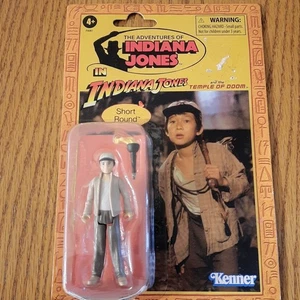 4+
WARNING:
THE ADVENTURES OF
INDIANA
JONES
IN
INDIANA JONES
and the
TEMPLE OF DOOM
Short
Round
Kenner